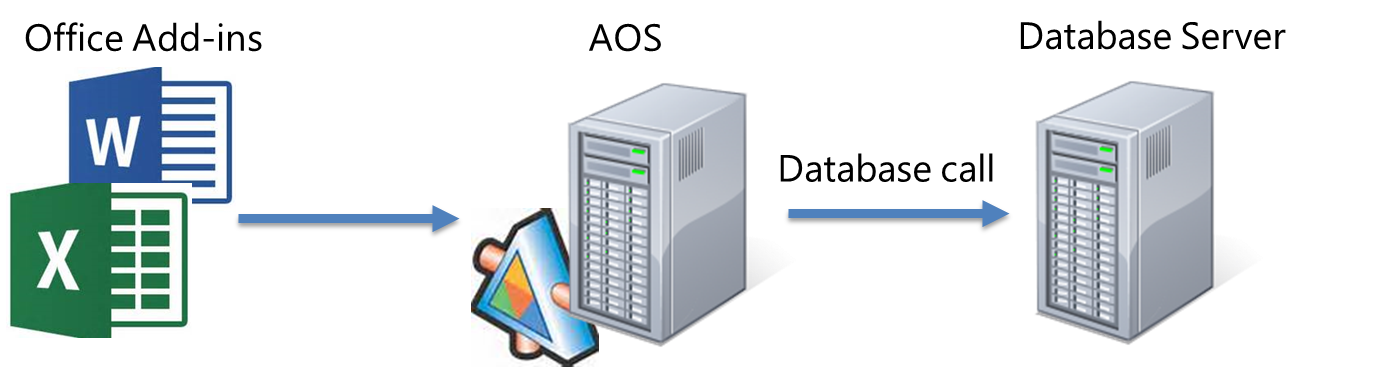 Office Add-ins
AOS
Database Server
W
Database call
X